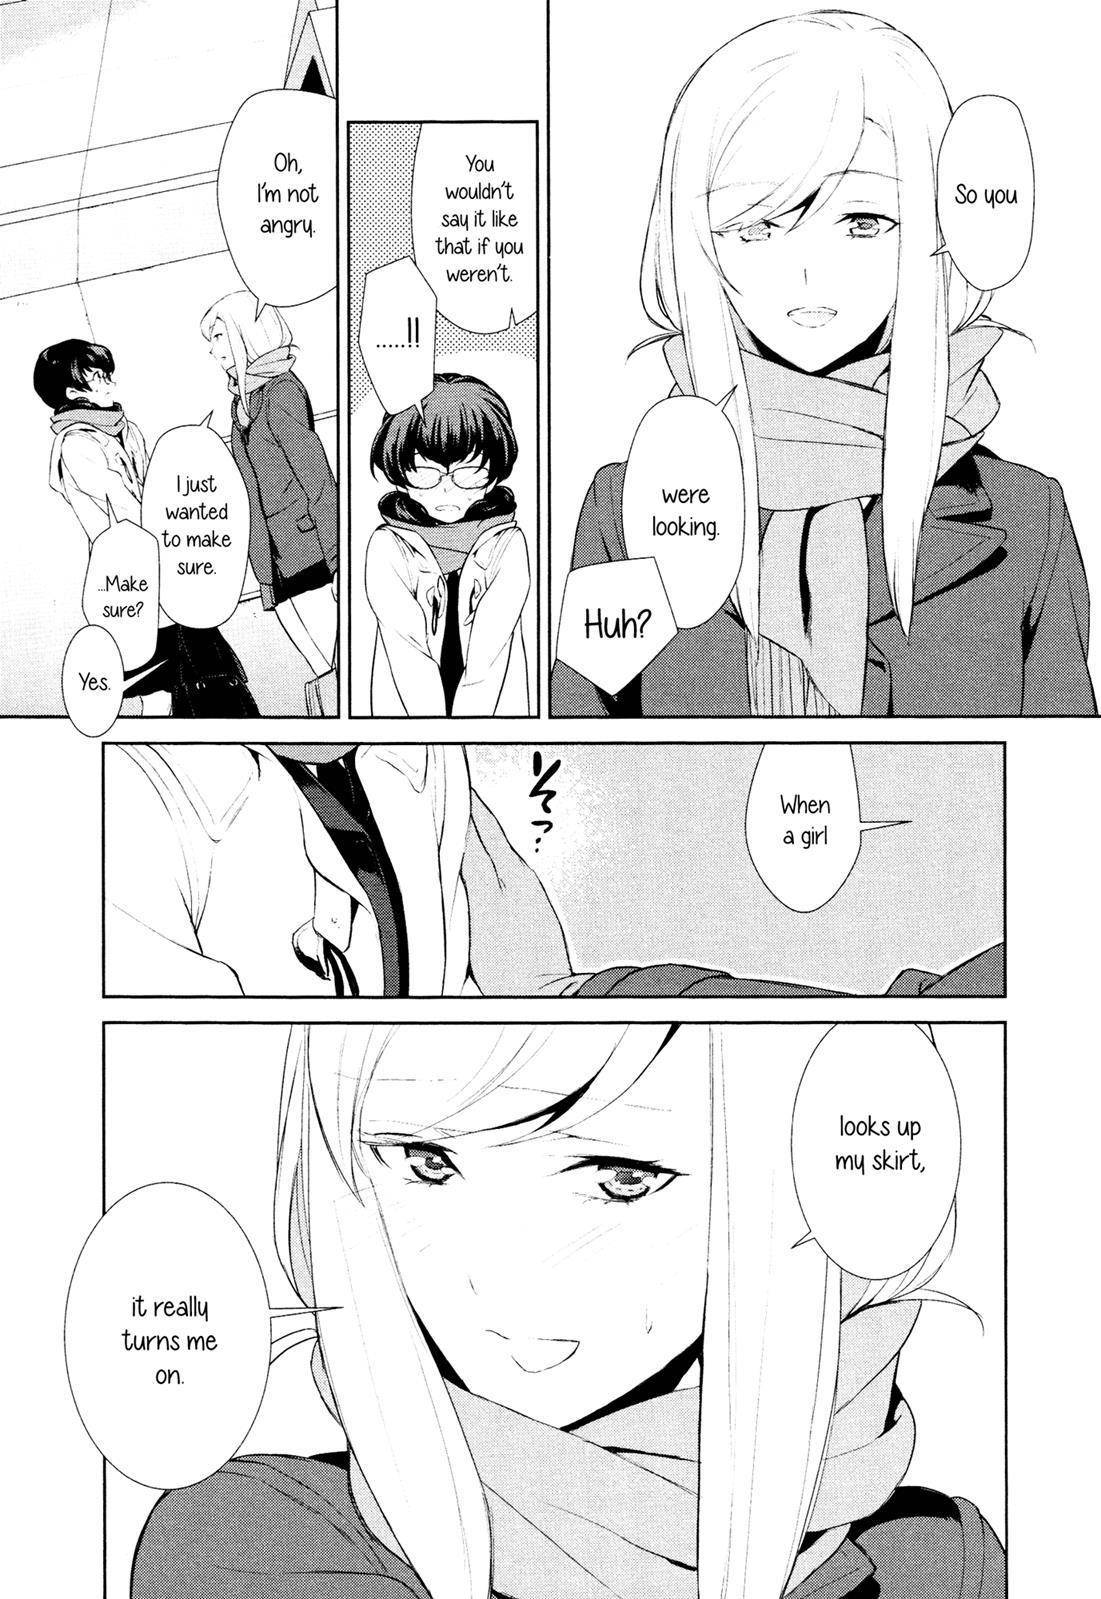 So you
were
looking.
Huh?
You
wouldn't
say it like
that if you
weren't.
.....!!
Oh,
I'm not
angry.
I just
wanted
to make
sure.
...Make
sure?
Yes.
When
a girl
そ?
looks up
my skirt,
it really
turns me
on.